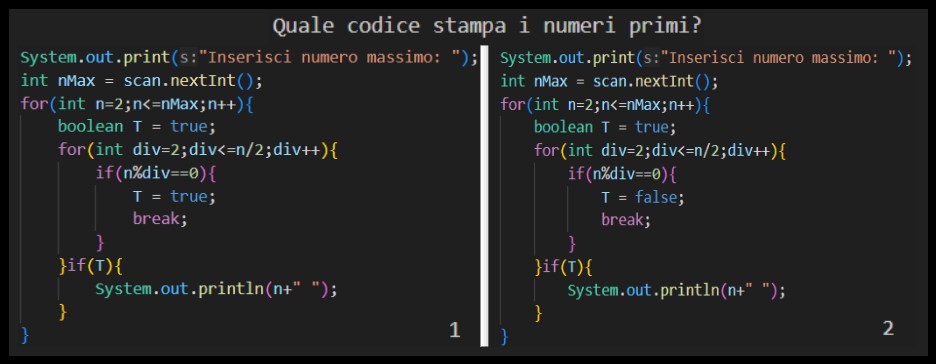 Quale codice stampa i numeri primi?
System.out.print(s:"Inserisci numero massimo: ");
int nMax = scan.nextInt();
for(int n=2;n<=nMax;n++){
boolean T = true;
for(int div=2;div<=n/2;div++){
if(n%div==0){
T = true;
break;
}
}if(T){
System.out.println(n+" ");
}
}
1
System.out.print(s:"Inserisci numero massimo: ");
int nMax = scan.nextInt();
for(int n=2;n<=nMax;n++){
boolean T = true;
for(int div=2;div<=n/2;div++){
if(n%div==0){
T = false;
break;
}
}if(T){
System.out.println(n+" ");
}
}
2